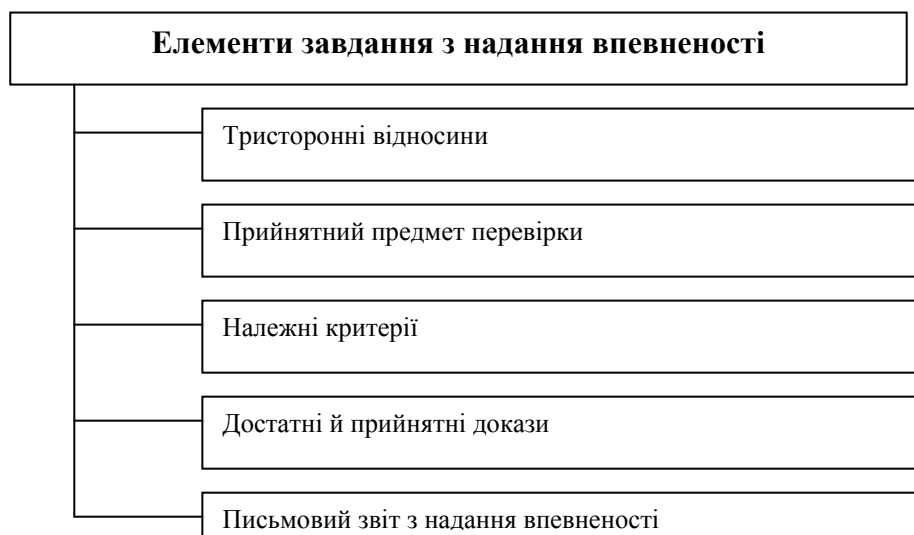 Елементи завдання з надання впевненості
Тристоронні відносини
Прийнятний предмет перевірки
Належні критерії
Достатні й прийнятні докази
Письмовий звіт з надання впевненості